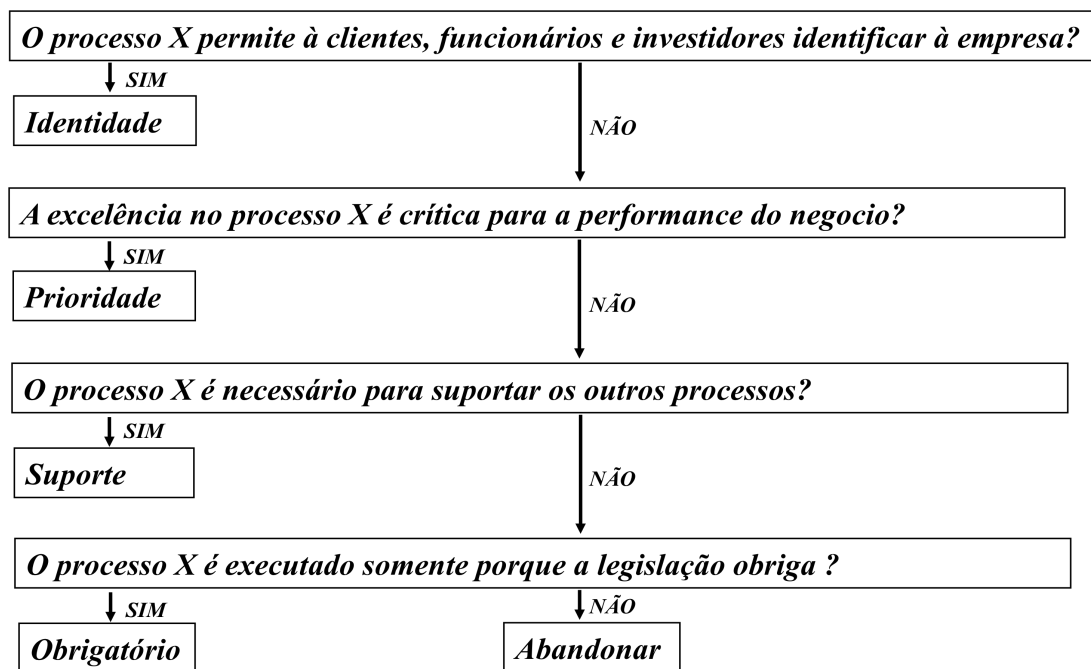 O processo X permite à clientes, funcionários e investidores identificar à empresa?
SIM
Identidade
NÃO
A excelência no processo X é crítica para a performance do negocio?
SIM
Prioridade
NÃO
O processo X é necessário para suportar os outros processos?
SIM
Suporte
NÃO
O processo X é executado somente porque a legislação obriga ?
SIM
NÃO
Obrigatório
Abandonar